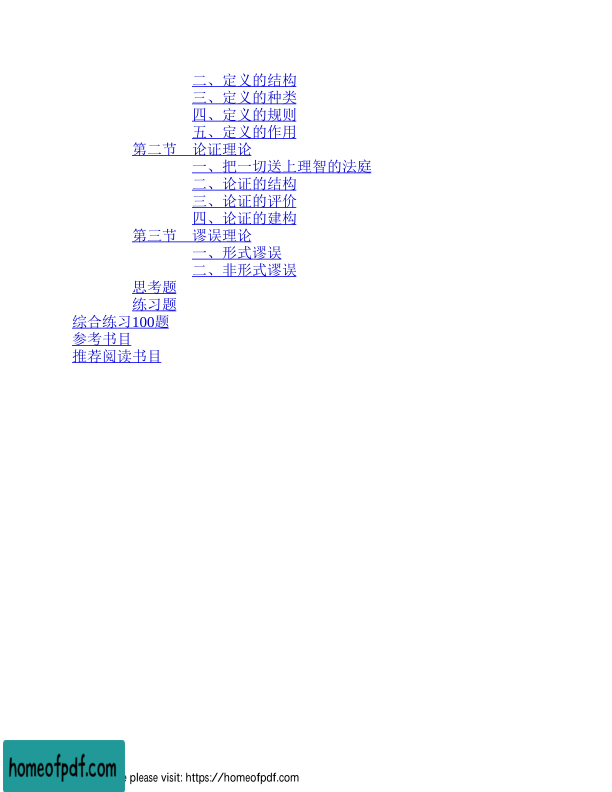 二、定义的结构
三、定义的种类
四、定义的规则
五、定义的作用
第二节　论证理论
一、把一切送上理智的法庭
二、论证的结构
三、论证的评价
四、论证的建构
第三节　谬误理论
一、形式谬误
二、非形式谬误
思考题
练习题
综合练习100题
参考书目
推荐阅读书目
homeofpdf.com
please visit: https://homeofpdf.com